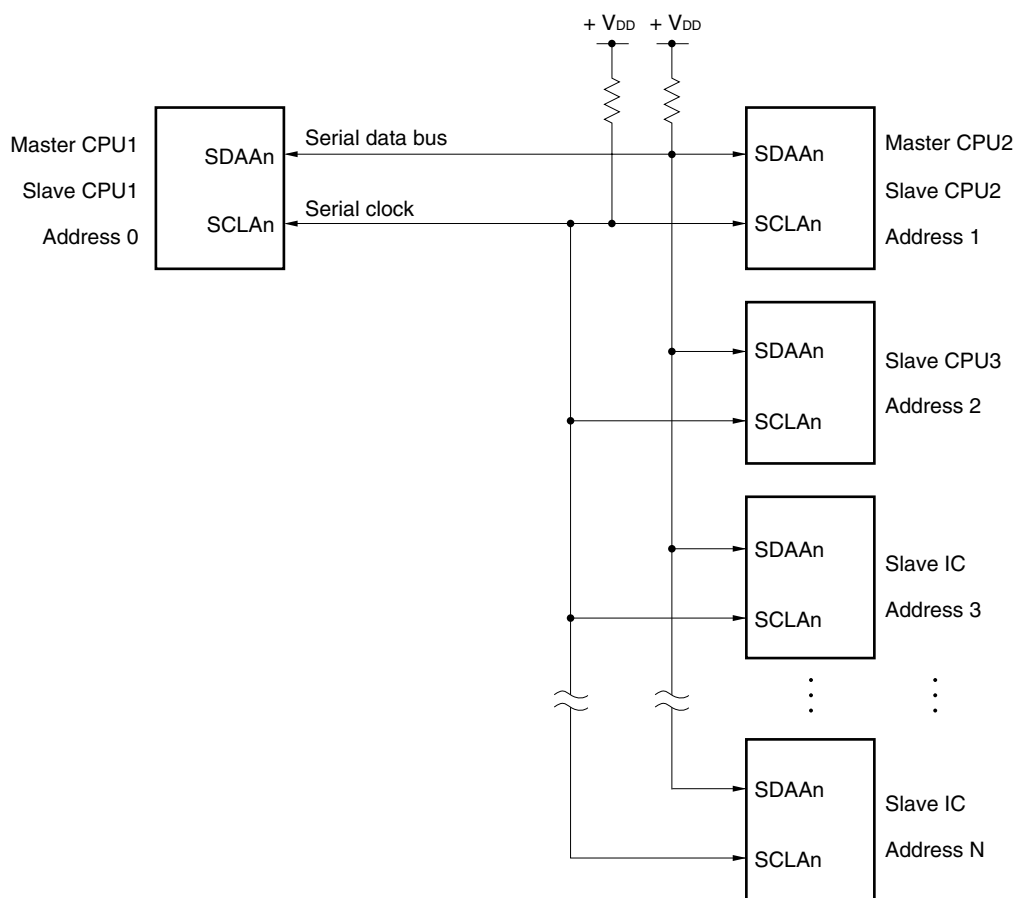 + VDD + VDD
Master CPU1
Slave CPU1
Address 0
SDAAn
SCLAn
Serial data bus
Serial clock
SDAAn
SCLAn
Master CPU2
Slave CPU2
Address 1
SDAAn
SCLAn
Slave CPU3
Address 2
SDAAn
SCLAn
Slave IC
Address 3
SDAAn
SCLAn
Slave IC
Address N